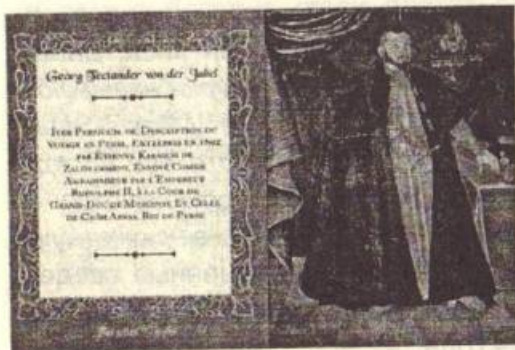 Georg Tectander von der Jabel
ITER PERSICUM OU DESCRIPTION DU
VOYAGE EN PERSE, ENTREPRIS EN 1602
PAR ETIENNE KAKASCH DE
ZALONKEMENY, ENVOYÉ COMME
AMBASSADEUR PAR L'EMPEREUR
RODOLPHE II, À LA COUR DU
GRAND-DUC DE MOSCOVIE ET CELLE
DE CHÂH ABBAS, ROI DE PERSE